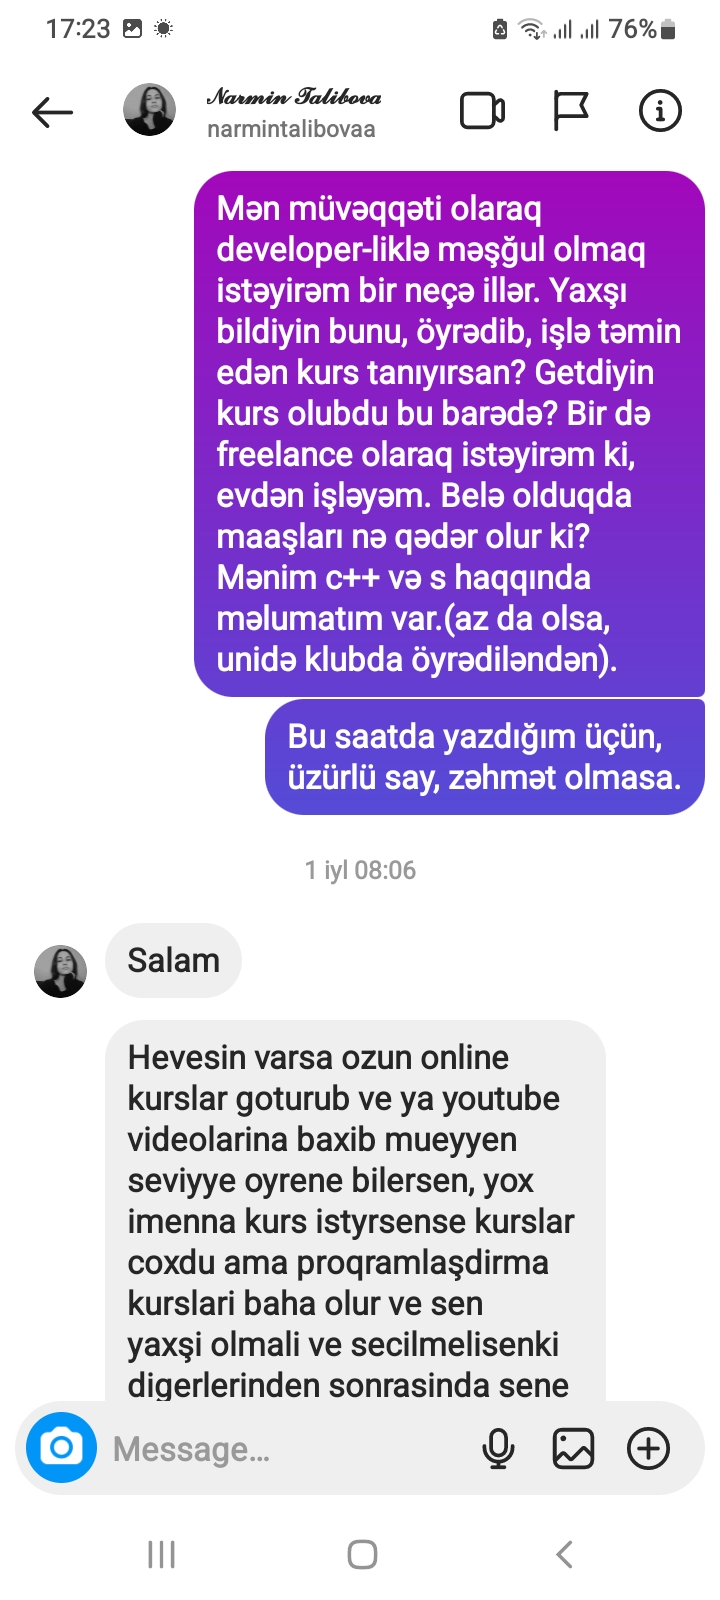 17:23
76%
Narmin Talibova
narmintalibovaa
Mən müvəqqəti olaraq
developer-liklə məşğul olmaq
istəyirəm bir neçə illər. Yaxşı
bildiyin bunu, öyrədib, işlə təmin
edən kurs tanıyırsan? Getdiyin
kurs olubdu bu barədə? Bir də
freelance olaraq istəyirəm ki,
evdən işləyəm. Belə olduqda
maaşları nə qədər olur ki?
Mənim c++ və s haqqında
məlumatım var.(az da olsa,
unidə klubda öyrədiləndən).
Bu saatda yazdığım üçün,
üzürlü say, zəhmət olmasa.
1 iyl 08:06
Salam
Hevesin varsa ozun online
kurslar goturub ve ya youtube
videolarina baxib mueyyen
seviyye oyrene bilersen, yox
imenna kurs istyrsense kurslar
coxdu ama proqramlaşdirma
kurslari baha olur ve sen
yaxşi olmali ve secilmelisenki
digerlerinden sonrasinda sene
Message...